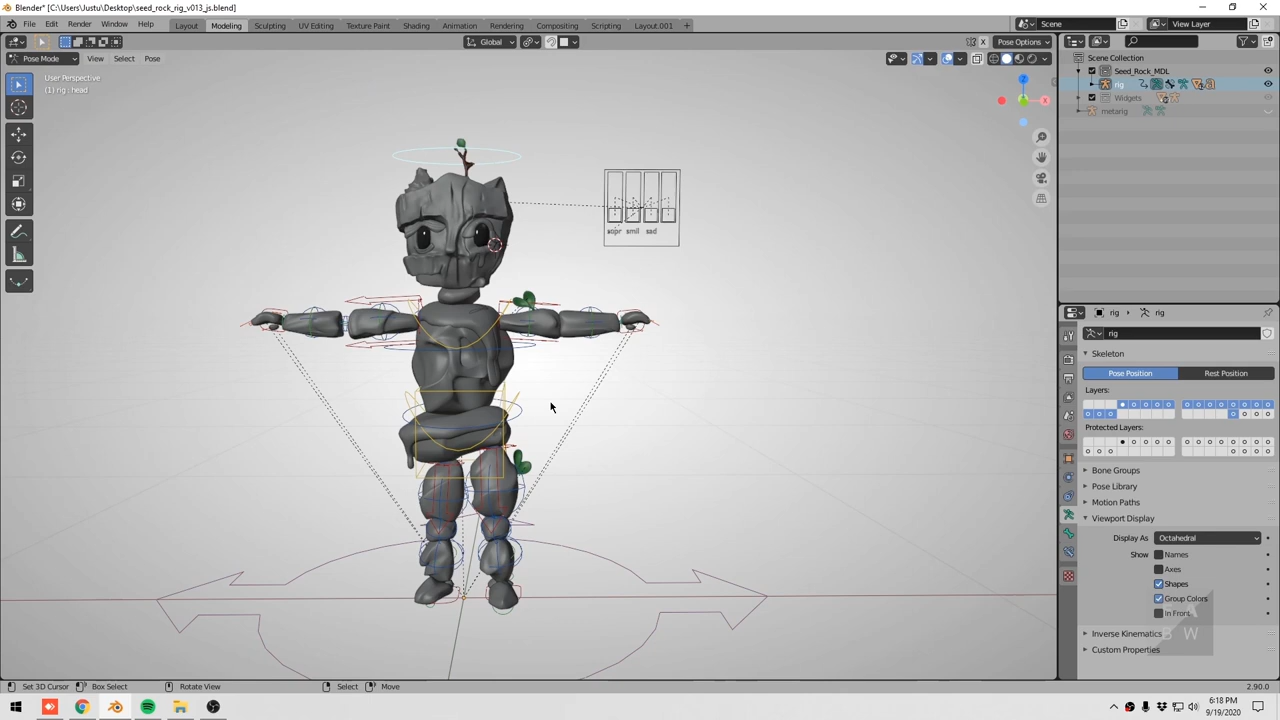 Blender* [C:\Users\Justu\Desktop\seed_rock_rig_v013_js.blend]
File Edit Render Window Help Layout Modeling Sculpting UV Editing Texture Paint Shading Animation Rendering Compositing Scripting Layout.001 + Scene View Layer
Global Pose Options
Pose Mode View Select Pose
User Perspective
(1) rig : head
Scene Collection
Seed_Rock_MDL
rig
Widgets
metarig
Z
X
sopr smil sad
rig rig
rig
Skeleton
Pose Position Rest Position
Layers:
Protected Layers:
Bone Groups
Pose Library
Motion Paths
Viewport Display
Display As Octahedral
Show Names
Axes
Shapes
Group Colors
In Front
A
B W
Inverse Kinematics
Custom Properties
Set 3D Cursor Box Select Rotate View Select Move 2.90.0
6:18 PM
9/19/2020